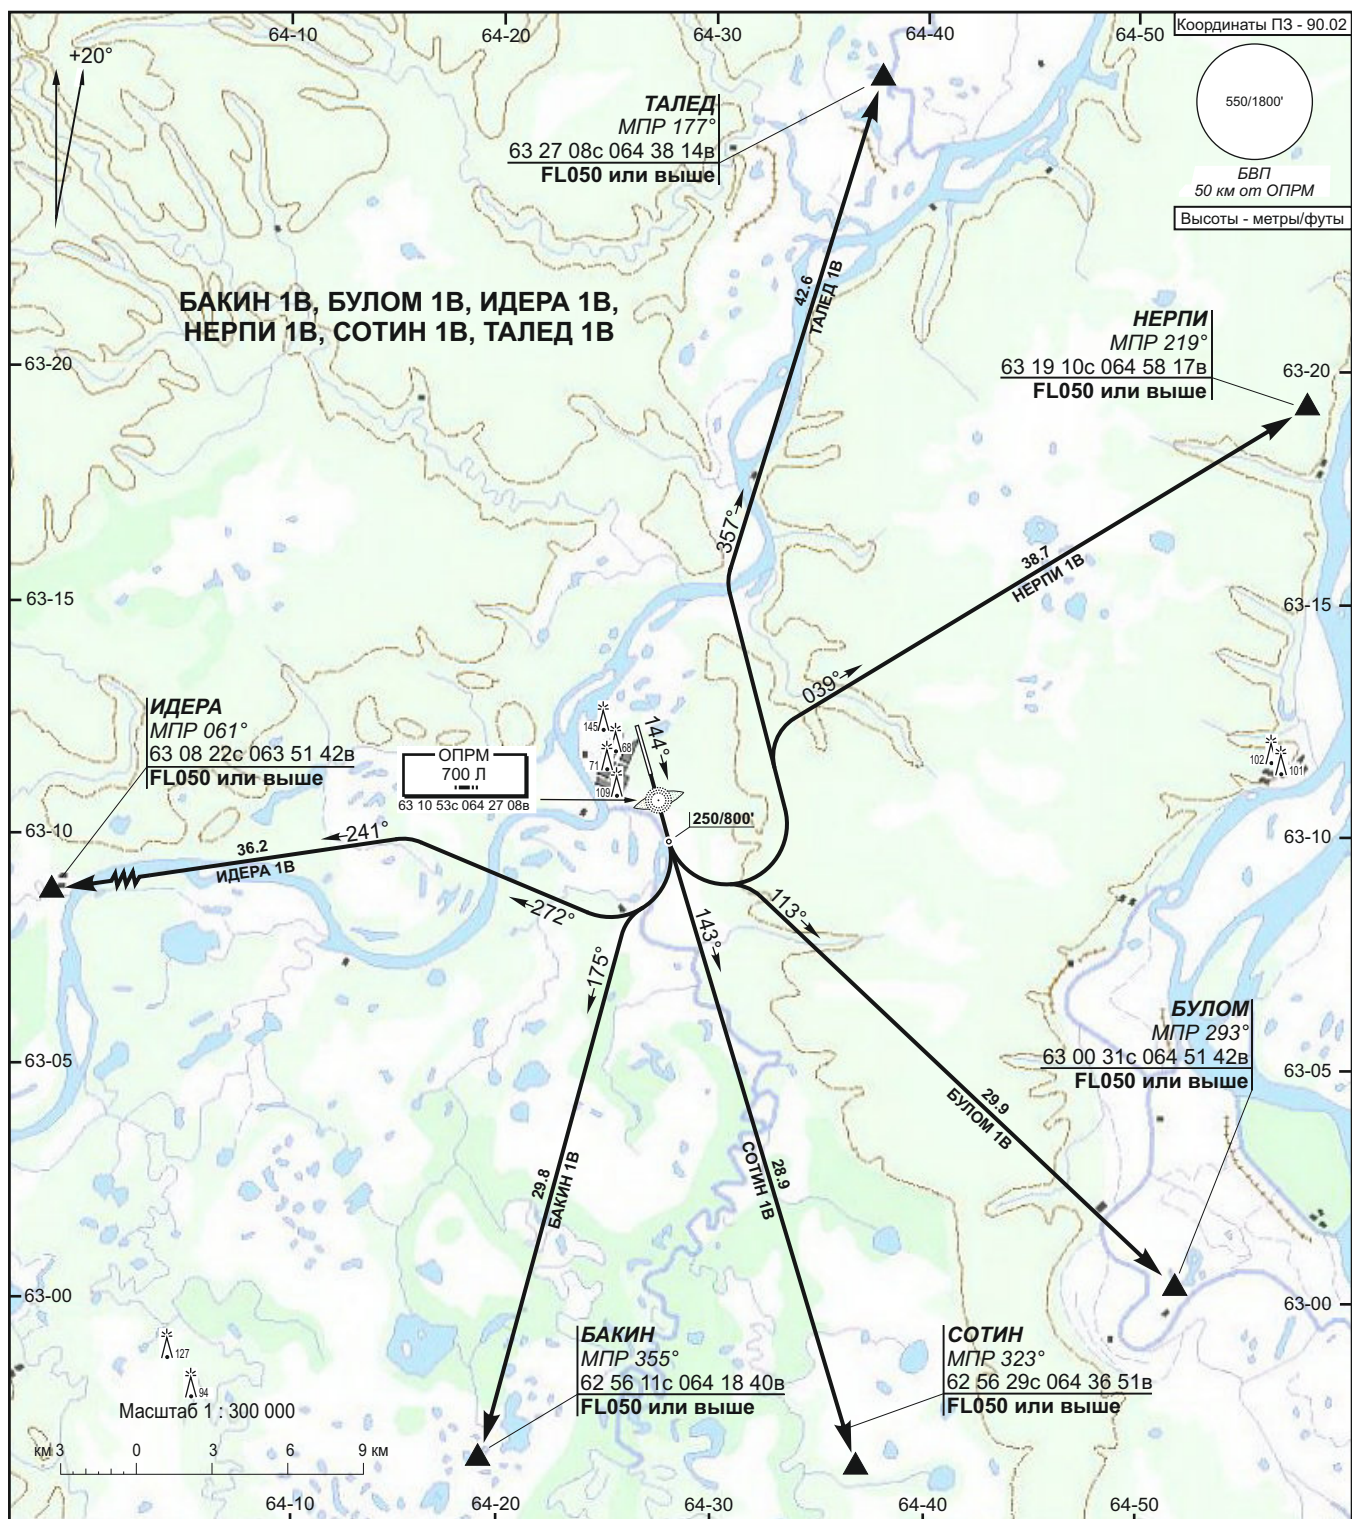 64-10
64-20
64-30
64-40
64-50
Координаты ПЗ - 90.02
+20°
550/1800'
БВП
50 км от ОПРМ
Высоты - метры/футы
ТАЛЕД
МПР 177°
63 27 08с 064 38 14в
FL050 или выше
БАКИН 1В, БУЛОМ 1В, ИДЕРА 1В,
НЕРПИ 1В, СОТИН 1В, ТАЛЕД 1В
42.6
ТАЛЕД 1В
НЕРПИ
МПР 219°
63 19 10с 064 58 17в
FL050 или выше
63-20
63-20
357°
38.7
НЕРПИ 1В
63-15
63-15
039°
ИДЕРА
МПР 061°
63 08 22с 063 51 42в
FL050 или выше
145
68
71
109
144°
102
101
ОПРМ
700 Л
63 10 53с 064 27 08в
250/800'
63-10
63-10
241°
36.2
ИДЕРА 1В
272°
113°
143°
175°
БУЛОМ
МПР 293°
63 00 31с 064 51 42в
FL050 или выше
63-05
63-05
29.9
БУЛОМ 1В
29.8
БАКИН 1В
28.9
СОТИН 1В
63-00
63-00
127
94
БАКИН
МПР 355°
62 56 11с 064 18 40в
FL050 или выше
СОТИН
МПР 323°
62 56 29с 064 36 51в
FL050 или выше
Масштаб 1 : 300 000
км 3 0 3 6 9 км
64-10
64-20
64-30
64-40
64-50